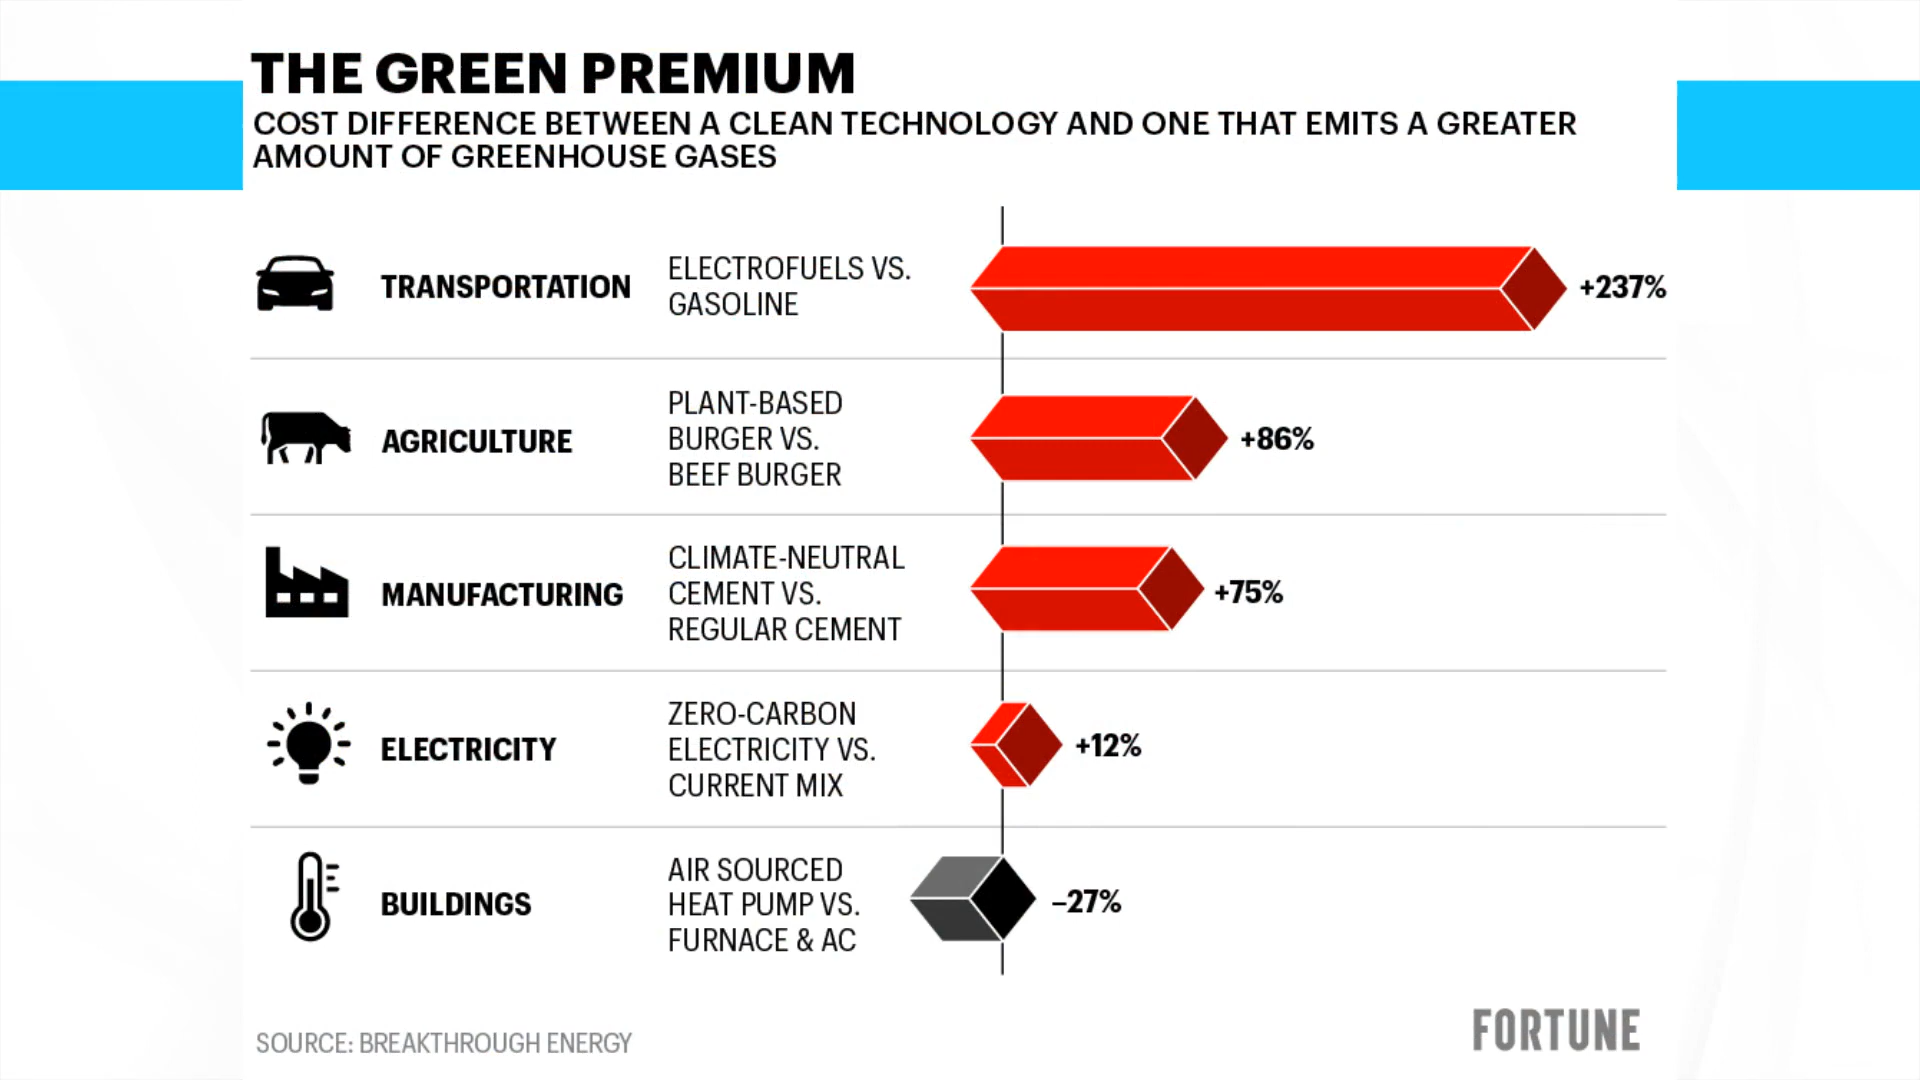 THE GREEN PREMIUM
COST DIFFERENCE BETWEEN A CLEAN TECHNOLOGY AND ONE THAT EMITS A GREATER
AMOUNT OF GREENHOUSE GASES
TRANSPORTATION
ELECTROFUELS VS.
GASOLINE
+237%
AGRICULTURE
PLANT-BASED
BURGER VS.
BEEF BURGER
+86%
MANUFACTURING
CLIMATE-NEUTRAL
CEMENT VS.
REGULAR CEMENT
+75%
ELECTRICITY
ZERO-CARBON
ELECTRICITY VS.
CURRENT MIX
+12%
BUILDINGS
AIR SOURCED
HEAT PUMP VS.
FURNACE & AC
–27%
SOURCE: BREAKTHROUGH ENERGY
FORTUNE